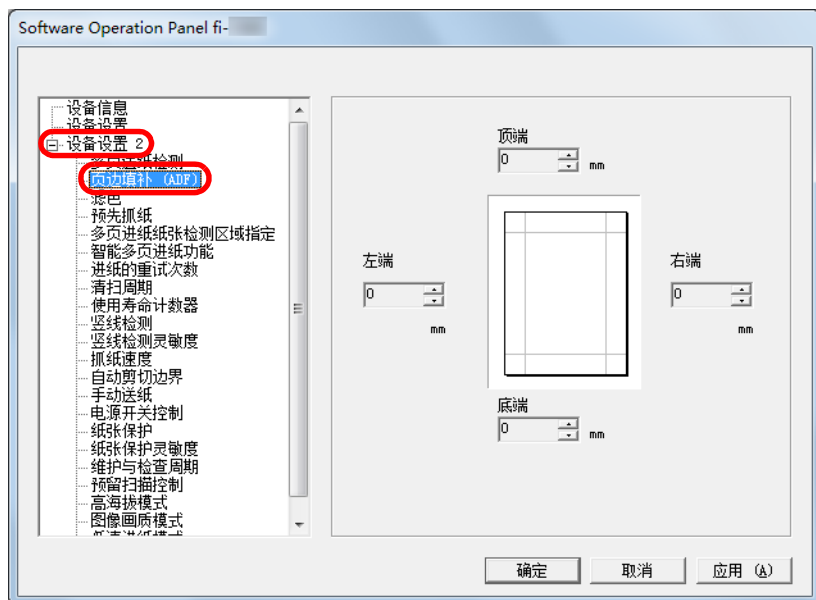 Software Operation Panel fi-
设备信息
设备设置
设备设置 2
多页送纸检测
页边填补 (ADF)
滤色
预先抓纸
多页进纸纸张检测区域指定
智能多页进纸功能
进纸的重试次数
清扫周期
使用寿命计数器
竖线检测
竖线检测灵敏度
抓纸速度
自动剪切边界
手动送纸
电源开关控制
纸张保护
纸张保护灵敏度
维护与检查周期
预留扫描控制
高海拔模式
图像画质模式
顶端
0 mm
左端
0
mm
右端
0
mm
底端
0 mm
确定
取消
应用 (A)